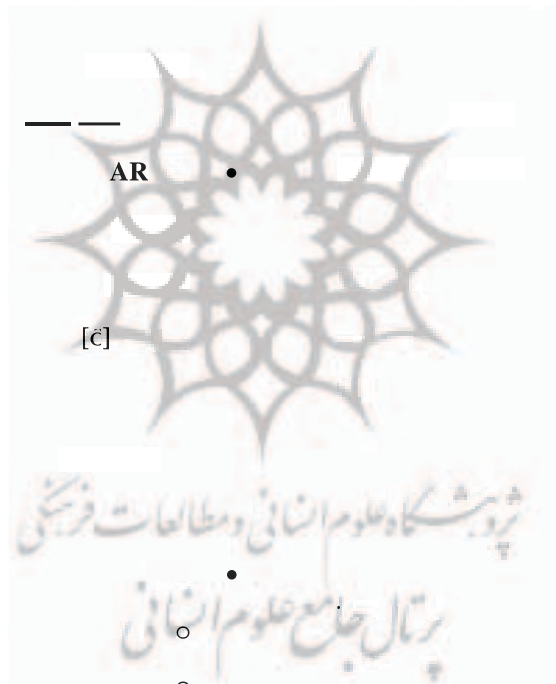 AR
[c̈]
پژوهشگاه علوم انسانی و مطالعات فرهنگی
پرتال جامع علوم انسانی